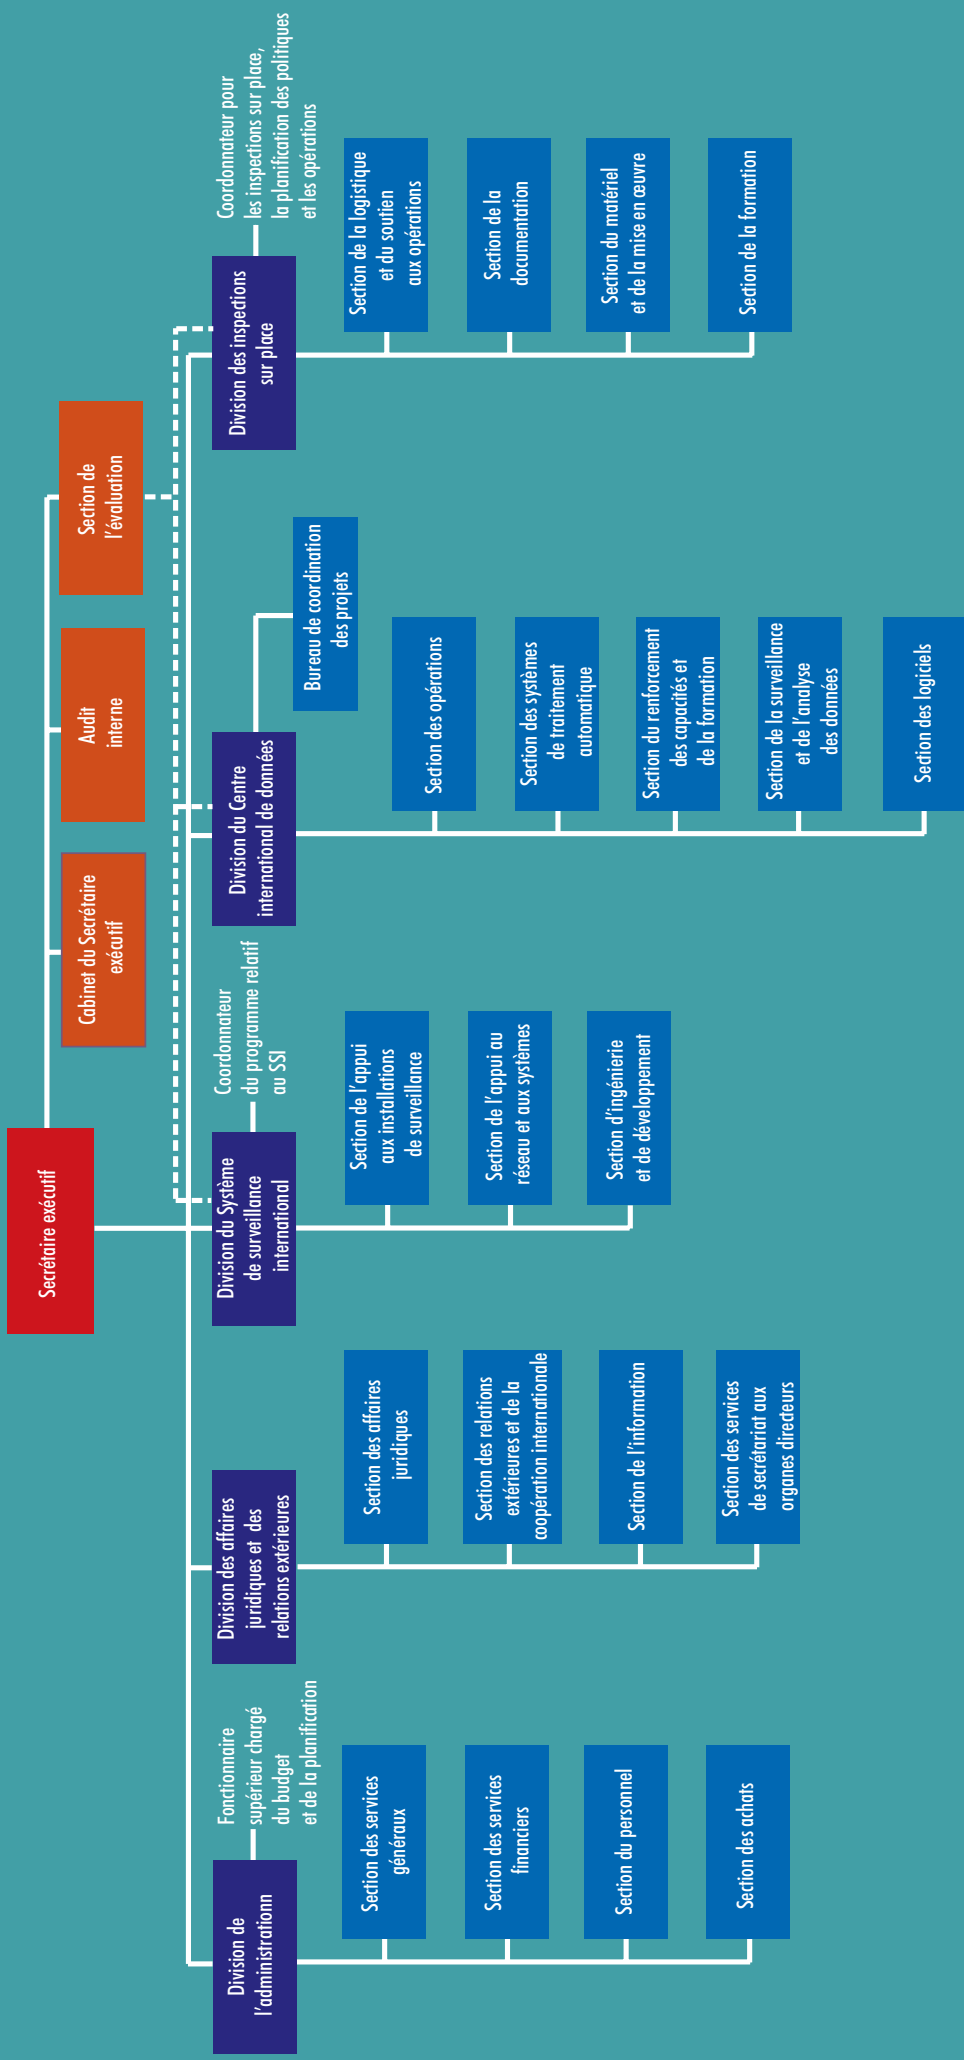 Secrétaire exécutif
Cabinet du Secrétaire
exécutif
Audit
interne
Section de
l'évaluation
Division de
l'administrationn
Fonctionnaire
supérieur chargé
du budget
et de la planification
Section des services
généraux
Section des services
financiers
Section du personnel
Section des achats
Division des affaires
juridiques et des
relations extérieures
Section des affaires
juridiques
Section des relations
extérieures et de la
coopération internationale
Section de l'information
Section des services
de secrétariat aux
organes directeurs
Division du Système
de surveillance
international
Coordonnateur
du programme relatif
au SSI
Section de l'appui
aux installations
de surveillance
Section de l'appui au
réseau et aux systèmes
Section d'ingénierie
et de développement
Division du Centre
international de données
Bureau de coordination
des projets
Section des opérations
Section des systèmes
de traitement
automatique
Section du renforcement
des capacités et
de la formation
Section de la surveillance
et de l'analyse
des données
Section des logiciels
Division des inspections
sur place
Coordonnateur pour
les inspections sur place,
la planification des politiques
et les opérations
Section de la logistique
et du soutien
aux opérations
Section de la
documentation
Section du matériel
et de la mise en œuvre
Section de la formation